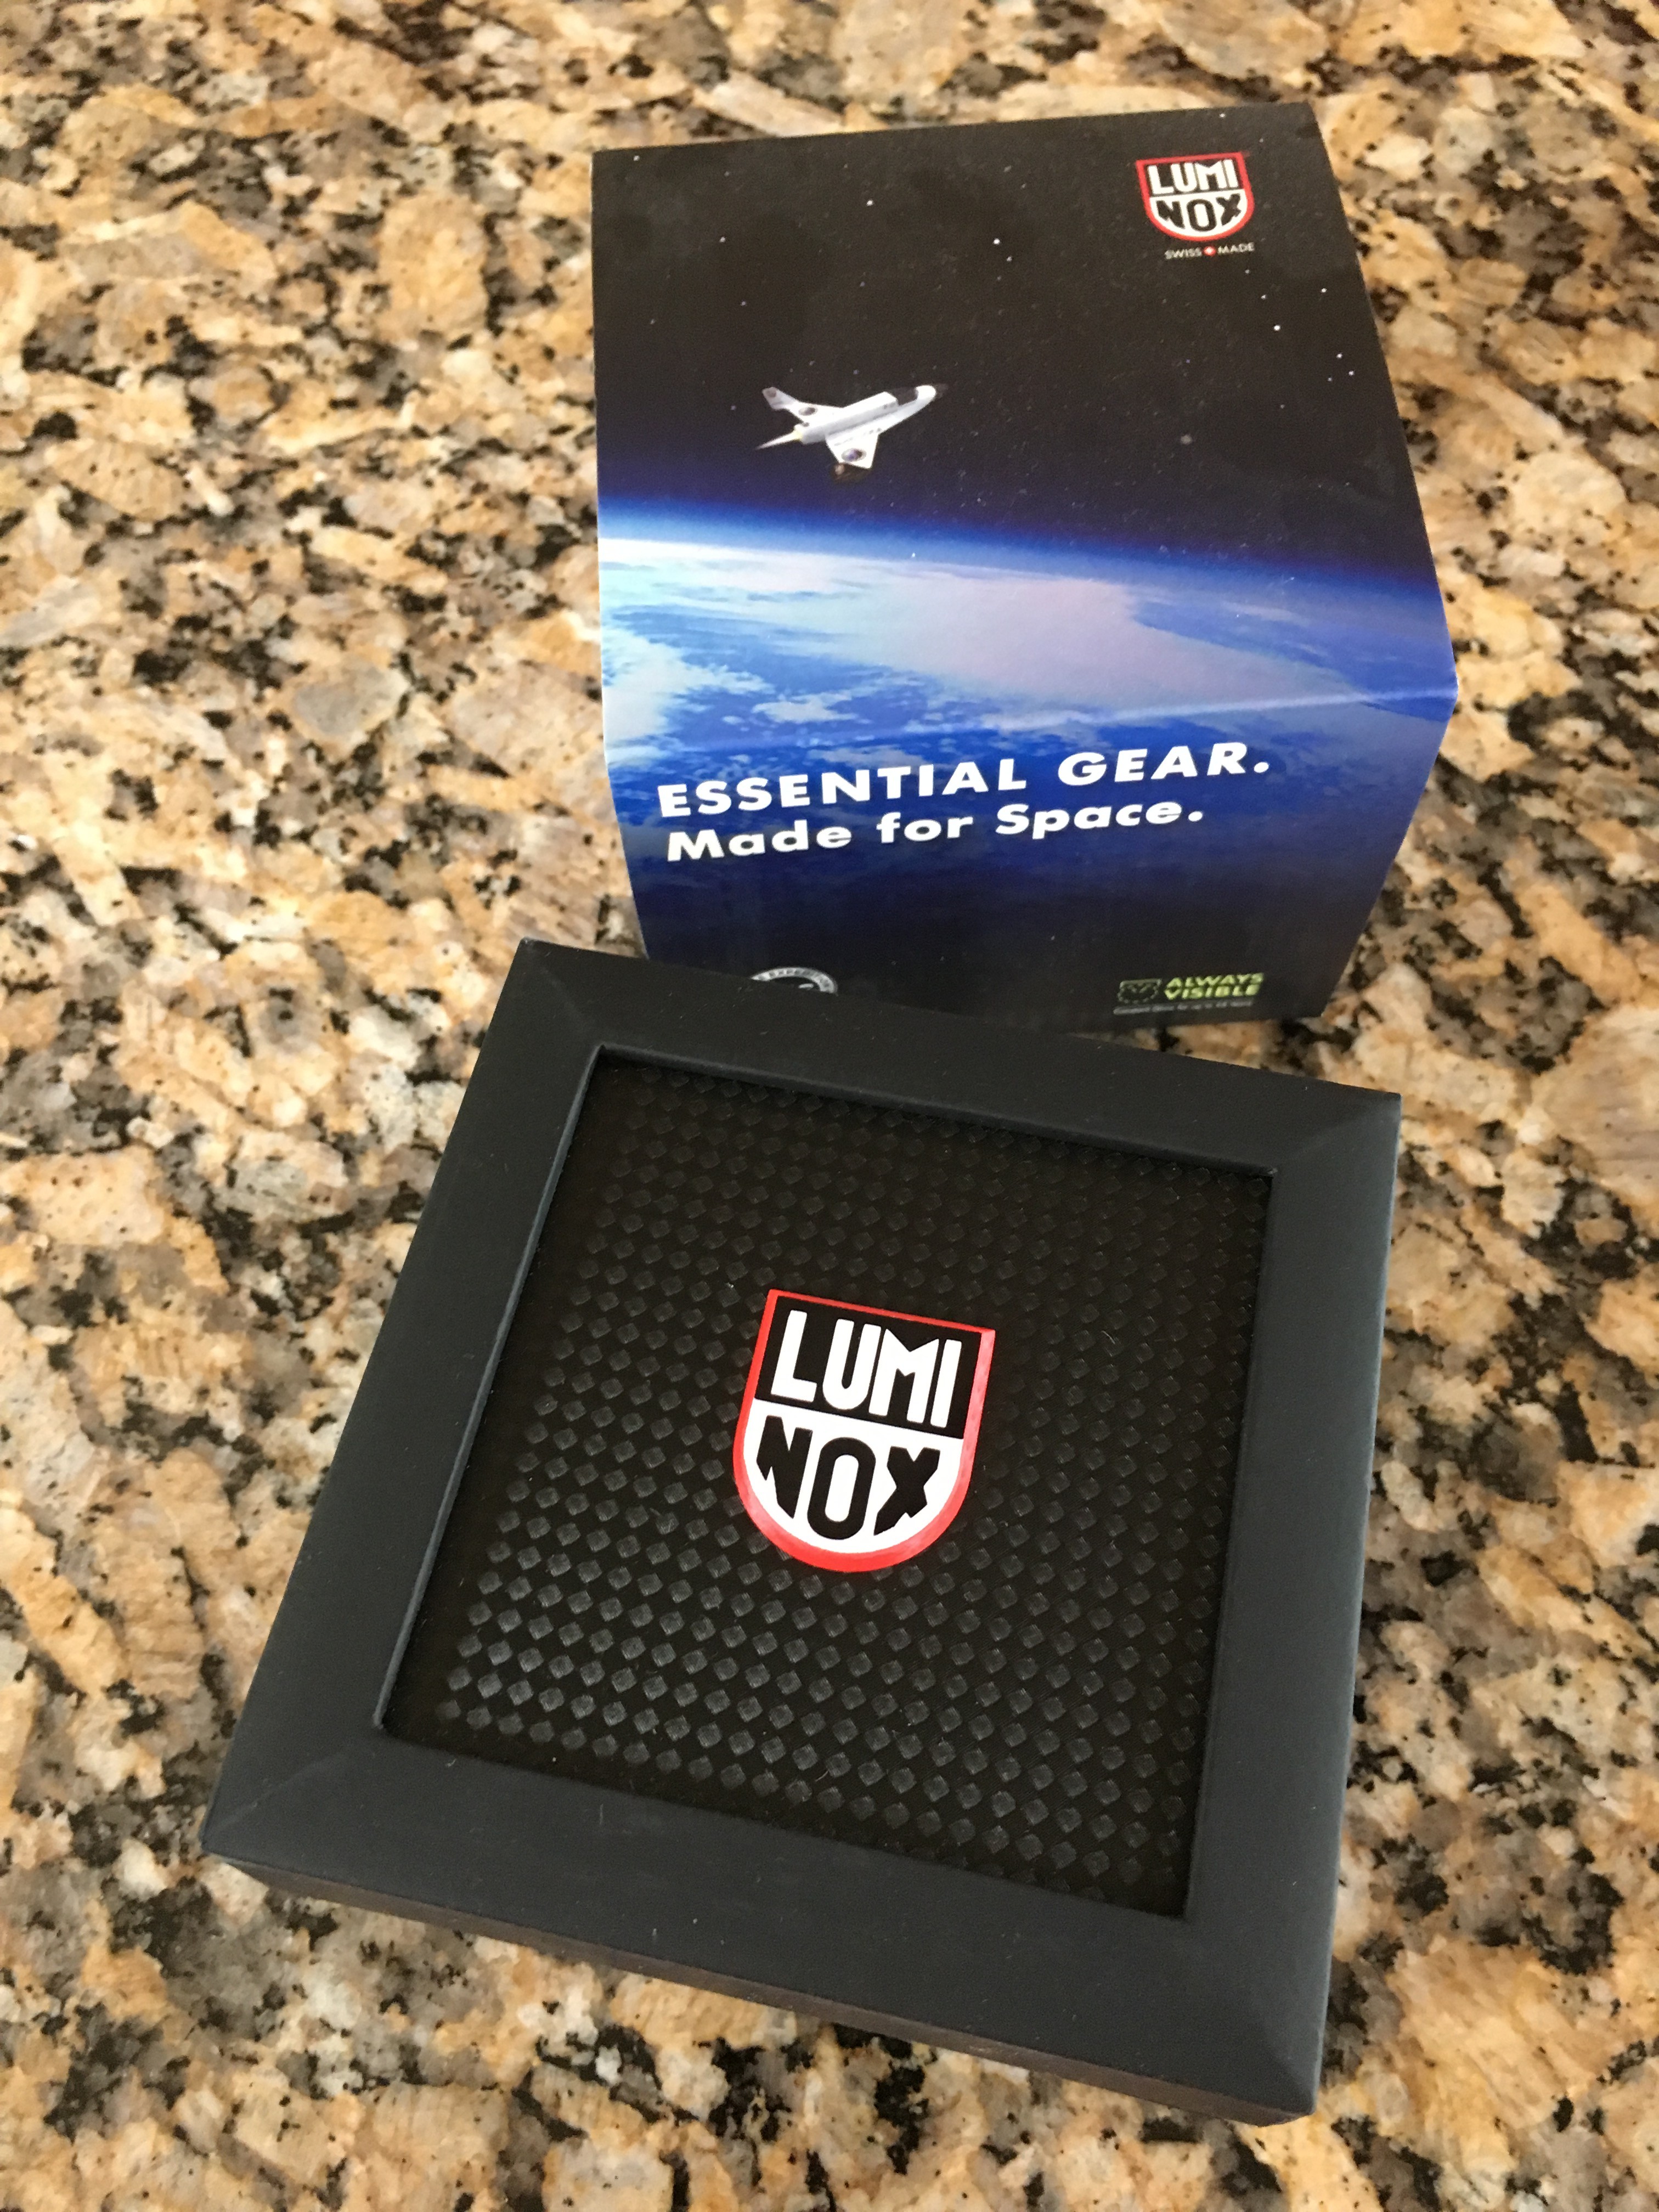 LUMI
NOX
SWISS MADE
ESSENTIAL GEAR.
Made for Space.
ALWAYS
VISIBLE
LUMI
NOX